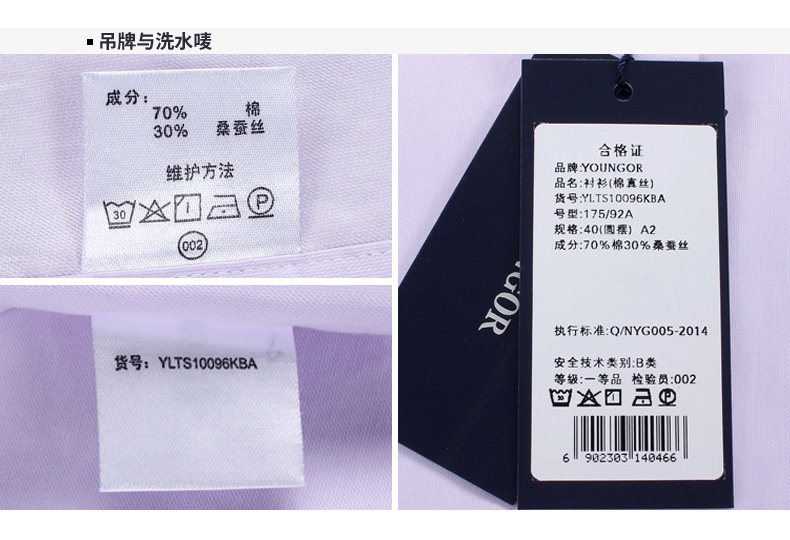 吊牌与洗水唛
成分：
70% 棉
30% 桑蚕丝
维护方法
30
002
货号：YLTS10096KBA
NGOR
合格证
品牌:YOUNGOR
品名:衬衫(棉真丝)
货号:YLTS10096KBA
号型:175/92A
规格:40(圆摆) A2
成分:70%棉30%桑蚕丝
执行标准:Q/NYG005-2014
安全技术类别:B类
等级:一等品 检验员:002
6 902303 140466